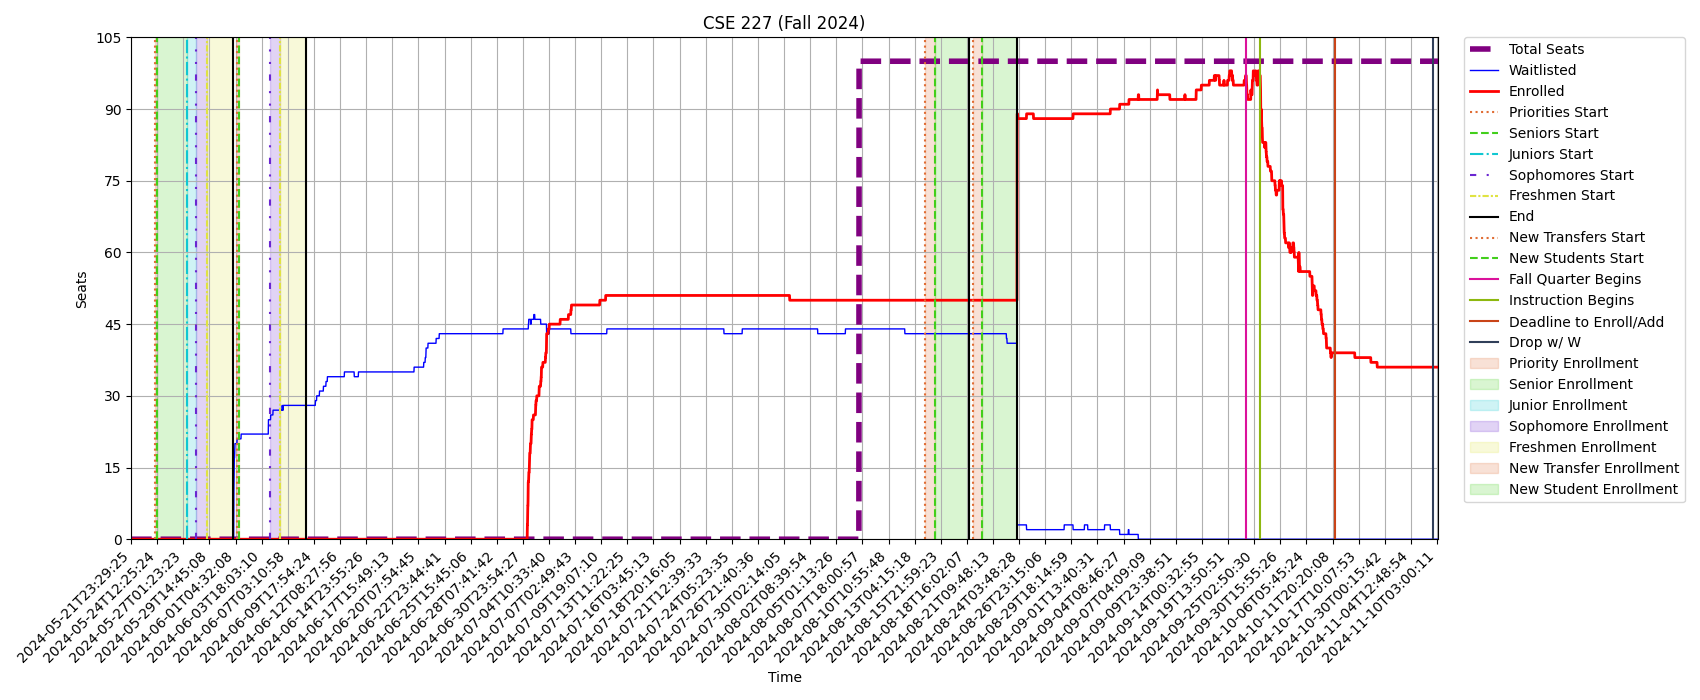 CSE 227 (Fall 2024)
105
90
75
60
45
30
15
0
Seats
2024-05-21T23:29:25
2024-05-24T12:25:24
2024-05-27T01:23:23
2024-05-29T14:45:08
2024-06-01T04:32:08
2024-06-03T18:03:10
2024-06-07T03:10:58
2024-06-09T17:54:24
2024-06-12T08:27:56
2024-06-14T23:55:26
2024-06-17T15:49:13
2024-06-20T07:54:45
2024-06-22T23:44:41
2024-06-25T15:45:06
2024-06-28T07:41:42
2024-06-30T23:54:27
2024-07-04T10:33:40
2024-07-07T02:49:43
2024-07-09T19:07:10
2024-07-13T11:22:25
2024-07-16T03:45:13
2024-07-18T20:16:05
2024-07-21T12:39:33
2024-07-24T05:23:35
2024-07-26T21:40:36
2024-07-30T02:14:05
2024-08-02T08:39:54
2024-08-05T01:13:26
2024-08-07T18:00:57
2024-08-10T10:55:48
2024-08-13T04:15:18
2024-08-15T21:59:23
2024-08-18T16:02:07
2024-08-21T09:48:13
2024-08-24T03:48:28
2024-08-26T23:15:06
2024-08-29T18:14:59
2024-09-01T13:40:31
2024-09-04T08:46:27
2024-09-07T04:09:09
2024-09-09T23:38:51
2024-09-14T00:32:55
2024-09-19T13:50:51
2024-09-25T02:50:30
2024-09-30T15:55:26
2024-10-06T05:45:24
2024-10-11T20:20:08
2024-10-17T10:07:53
2024-10-30T00:15:42
2024-11-04T12:48:54
2024-11-10T03:00:11
Time
Total Seats
Waitlisted
Enrolled
Priorities Start
Seniors Start
Juniors Start
Sophomores Start
Freshmen Start
End
New Transfers Start
New Students Start
Fall Quarter Begins
Instruction Begins
Deadline to Enroll/Add
Drop w/ W
Priority Enrollment
Senior Enrollment
Junior Enrollment
Sophomore Enrollment
Freshmen Enrollment
New Transfer Enrollment
New Student Enrollment